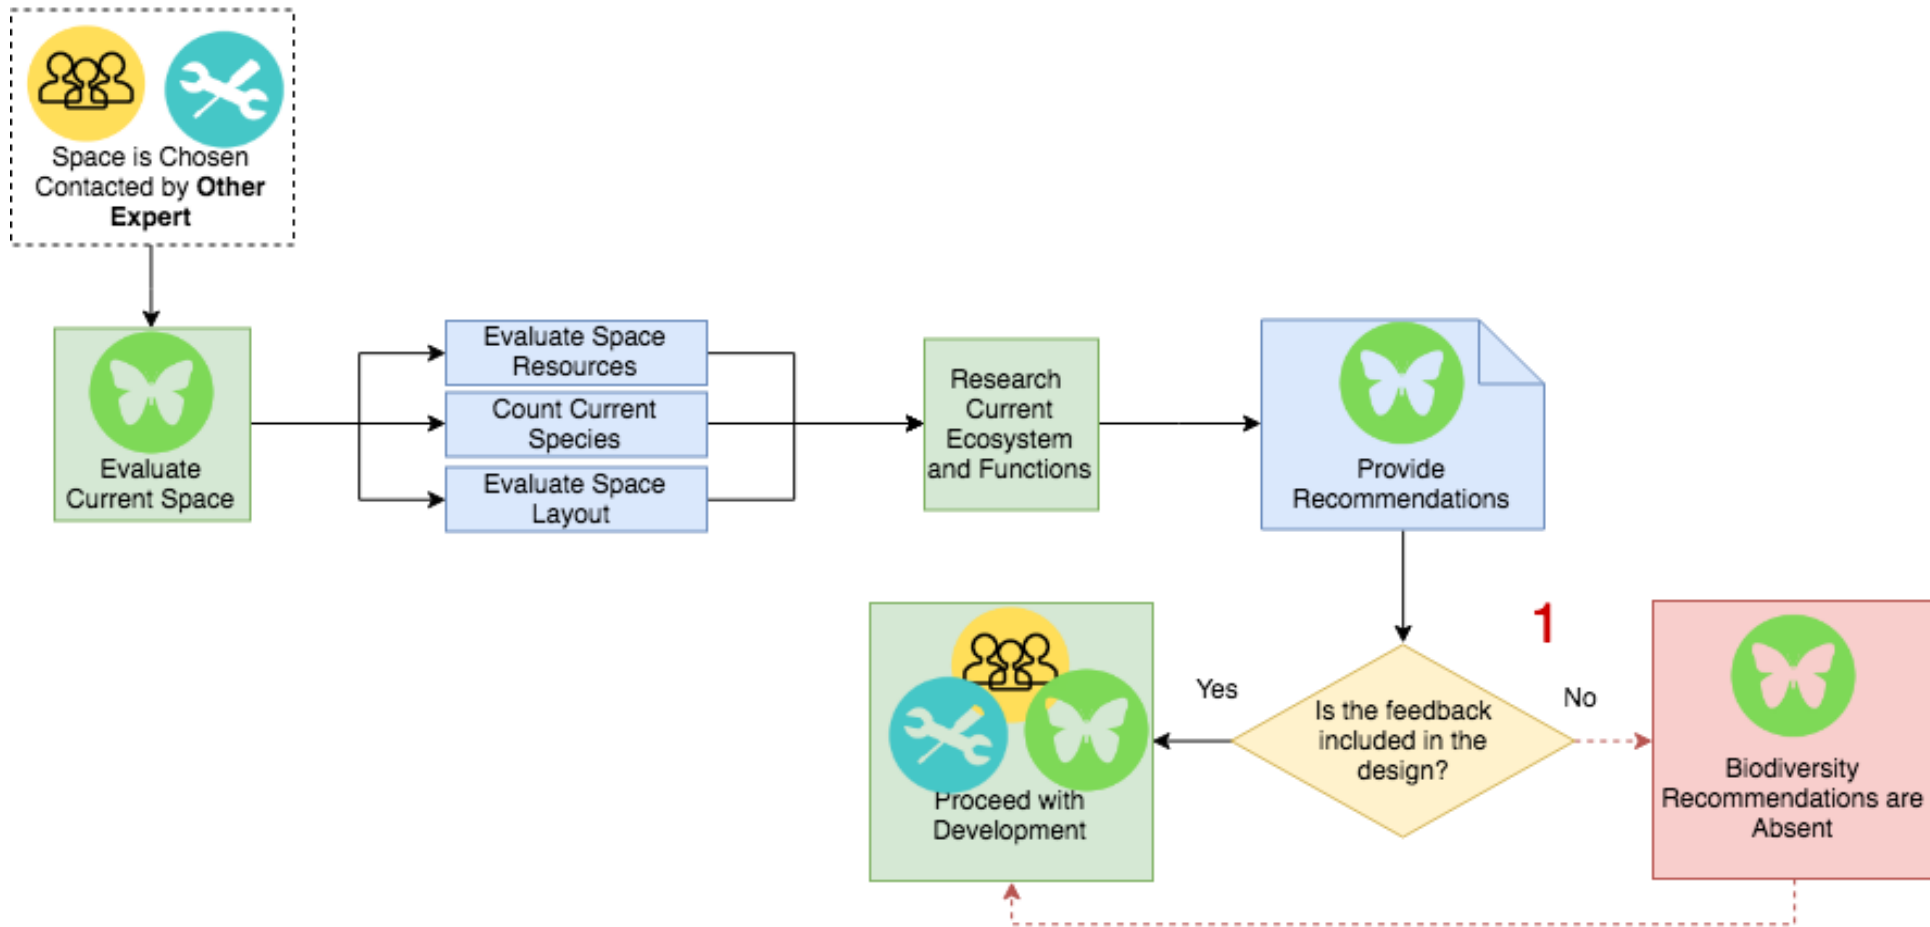 Space is Chosen
Contacted by Other
Expert
Evaluate
Current Space
Evaluate Space
Resources
Count Current
Species
Evaluate Space
Layout
Research
Current
Ecosystem
and Functions
Provide
Recommendations
1
Is the feedback
included in the
design?
Yes
No
Proceed with
Development
Biodiversity
Recommendations are
Absent